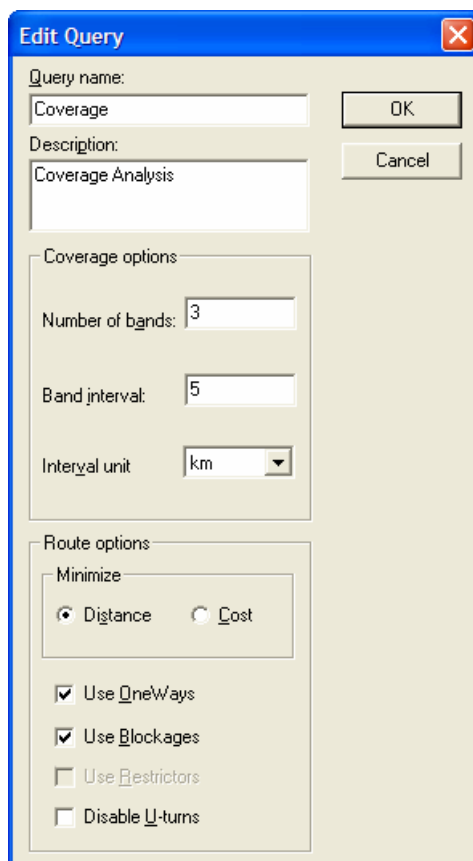 Edit Query
Query name:
Coverage
OK
Description:
Cancel
Coverage Analysis
Coverage options
Number of bands: 3
Band interval: 5
Interval unit km
Route options
Minimize
Distance Cost
Use OneWays
Use Blockages
Use Restrictors
Disable U-turns